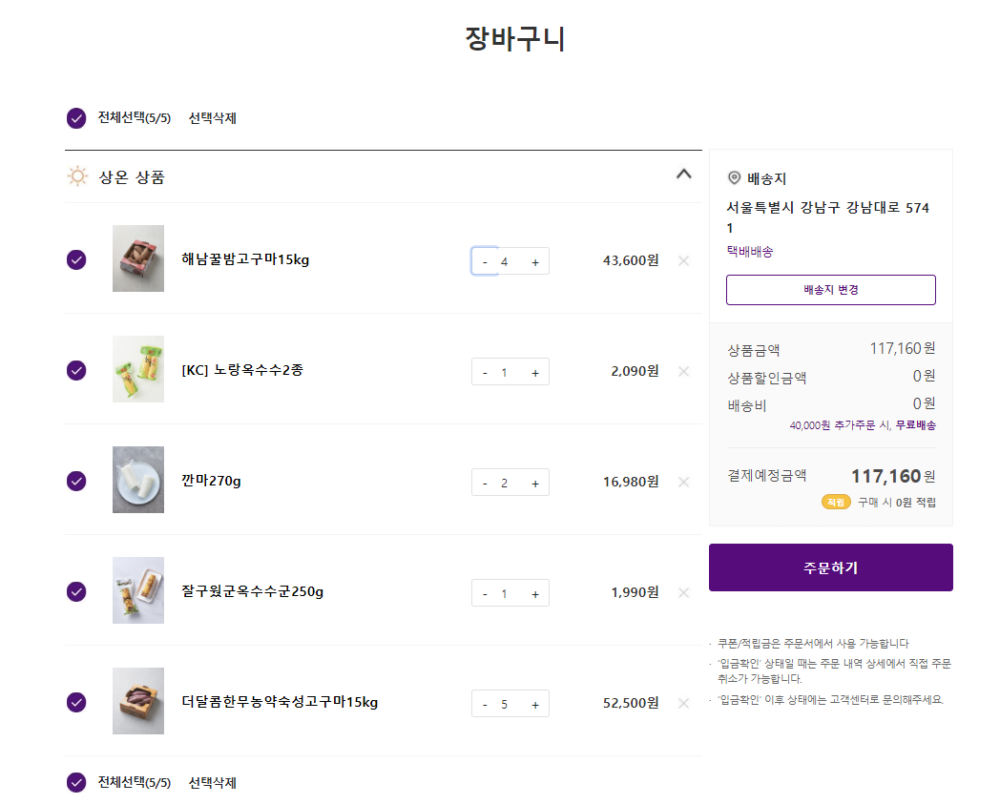 장바구니
전체선택(5/5) 선택삭제
상온 상품
해남꿀밤고구마15kg - 4 + 43,600원
[KC] 노랑옥수수2종 - 1 + 2,090원
깐마270g - 2 + 16,980원
잘구웠군옥수수군250g - 1 + 1,990원
더달콤한무농약숙성고구마15kg - 5 + 52,500원
전체선택(5/5) 선택삭제
배송지
서울특별시 강남구 강남대로 574
1
택배배송
배송지 변경
상품금액 117,160원
상품할인금액 0원
배송비 0원
40,000원 추가주문 시, 무료배송
결제예정금액 117,160원
적립 구매 시 0원 적립
주문하기
· 쿠폰/적립금은 주문서에서 사용 가능합니다
· '입금확인' 상태일 때는 주문 내역 상세에서 직접 주문
취소가 가능합니다.
· '입금확인' 이후 상태에는 고객센터로 문의해주세요.